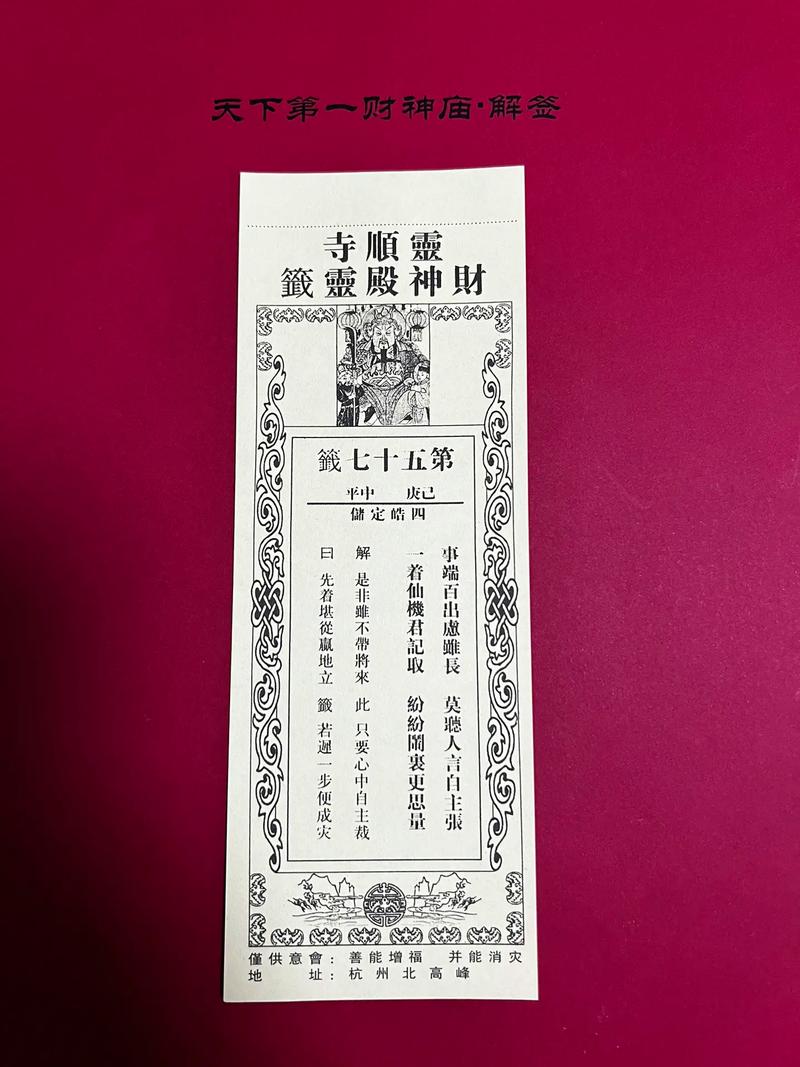 天下第一财神庙·解签
靈順寺
財神殿靈籤
第五十七籤
己庚 中平
四皓定儲
事端百出慮雖長 莫聽人言自主張
一着仙機君記取 紛紛鬧裏更思量
解 是非雖不帶將來 此 只要心中自主裁
曰 先着堪從贏地立 籤 若遲一步便成灾
僅供意會：善能增福 并能消灾
地址：杭州北高峰